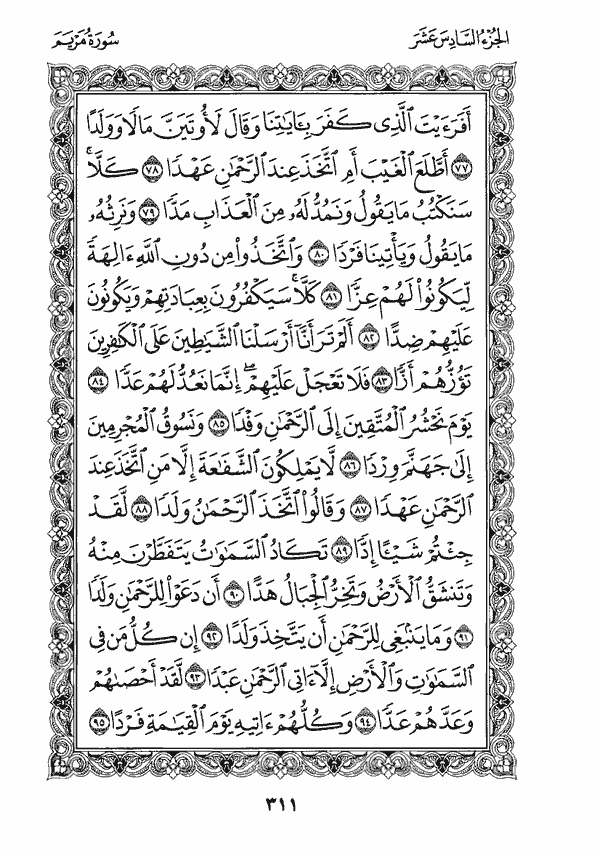 الجزء السادس عشر
سورة مريم
أَفَرَءَيْتَ ٱلَّذِى كَفَرَ بِـَٔايَٰتِنَا وَقَالَ لَأُوتَيَنَّ مَالًا وَوَلَدًا
٧٧ أَطَّلَعَ ٱلْغَيْبَ أَمِ ٱتَّخَذَ عِندَ ٱلرَّحْمَٰنِ عَهْدًا ٧٨ كَلَّا ۚ
سَنَكْتُبُ مَا يَقُولُ وَنَمُدُّ لَهُۥ مِنَ ٱلْعَذَابِ مَدًّا ٧٩ وَنَرِثُهُۥ
مَا يَقُولُ وَيَأْتِينَا فَرْدًا ٨٠ وَٱتَّخَذُوا۟ مِن دُونِ ٱللَّهِ ءَالِهَةً
لِّيَكُونُوا۟ لَهُمْ عِزًّا ٨١ كَلَّا ۚ سَيَكْفُرُونَ بِعِبَادَتِهِمْ وَيَكُونُونَ
عَلَيْهِمْ ضِدًّا ٨٢ أَلَمْ تَرَ أَنَّآ أَرْسَلْنَا ٱلشَّيَٰطِينَ عَلَى ٱلْكَٰفِرِينَ
تَؤُزُّهُمْ أَزًّا ٨٣ فَلَا تَعْجَلْ عَلَيْهِمْ ۖ إِنَّمَا نَعُدُّ لَهُمْ عَدًّا ٨٤
يَوْمَ نَحْشُرُ ٱلْمُتَّقِينَ إِلَى ٱلرَّحْمَٰنِ وَفْدًا ٨٥ وَنَسُوقُ ٱلْمُجْرِمِينَ
إِلَىٰ جَهَنَّمَ وِرْدًا ٨٦ لَّا يَمْلِكُونَ ٱلشَّفَٰعَةَ إِلَّا مَنِ ٱتَّخَذَ عِندَ
ٱلرَّحْمَٰنِ عَهْدًا ٨٧ وَقَالُوا۟ ٱتَّخَذَ ٱلرَّحْمَٰنُ وَلَدًا ٨٨ لَّقَدْ
جِئْتُمْ شَيْـًٔا إِدًّا ٨٩ تَكَادُ ٱلسَّمَٰوَٰتُ يَتَفَطَّرْنَ مِنْهُ
وَتَنشَقُّ ٱلْأَرْضُ وَتَخِرُّ ٱلْجِبَالُ هَدًّا ٩٠ أَن دَعَوْا۟ لِلرَّحْمَٰنِ وَلَدًا
٩١ وَمَا يَنۢبَغِى لِلرَّحْمَٰنِ أَن يَتَّخِذَ وَلَدًا ٩٢ إِن كُلُّ مَن فِى
ٱلسَّمَٰوَٰتِ وَٱلْأَرْضِ إِلَّآ ءَاتِى ٱلرَّحْمَٰنِ عَبْدًا ٩٣ لَّقَدْ أَحْصَىٰهُمْ
وَعَدَّهُمْ عَدًّا ٩٤ وَكُلُّهُمْ ءَاتِيهِ يَوْمَ ٱلْقِيَٰمَةِ فَرْدًا ٩٥
٣١١